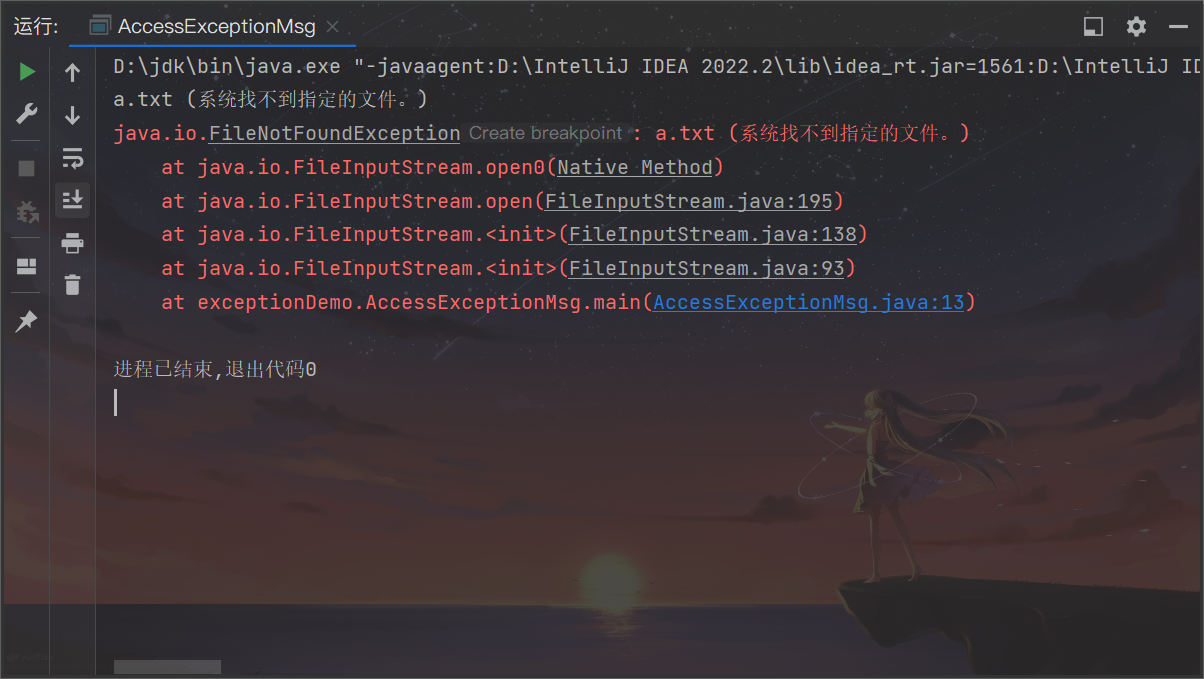 运行: AccessExceptionMsg
D:\jdk\bin\java.exe "-javaagent:D:\IntelliJ IDEA 2022.2\lib\idea_rt.jar=1561:D:\IntelliJ ID
a.txt (系统找不到指定的文件。)
java.io.FileNotFoundException Create breakpoint : a.txt (系统找不到指定的文件。)
at java.io.FileInputStream.open0(Native Method)
at java.io.FileInputStream.open(FileInputStream.java:195)
at java.io.FileInputStream.<init>(FileInputStream.java:138)
at java.io.FileInputStream.<init>(FileInputStream.java:93)
at exceptionDemo.AccessExceptionMsg.main(AccessExceptionMsg.java:13)
进程已结束,退出代码0